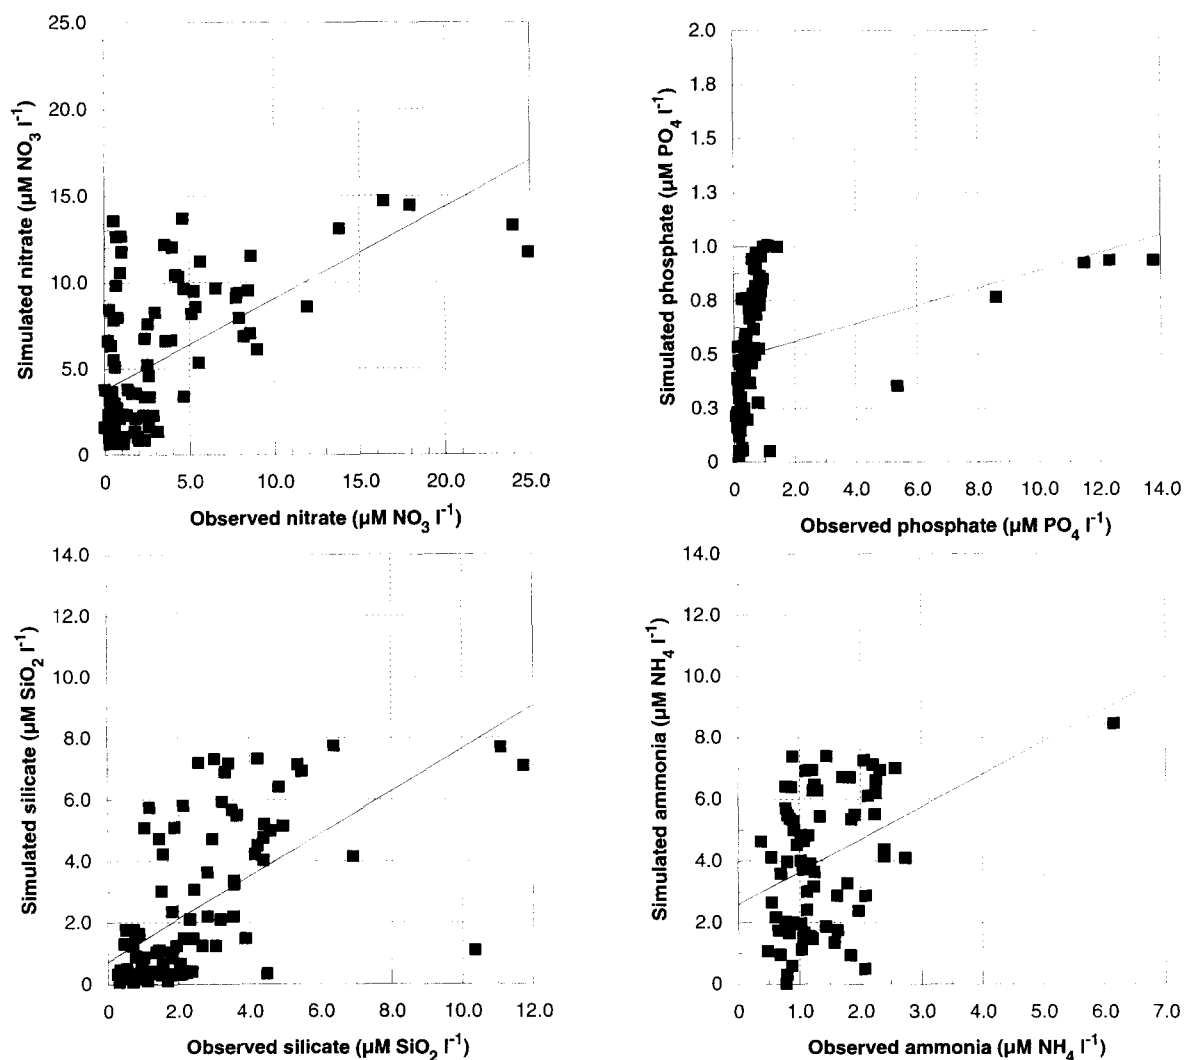 25.0
20.0
15.0
10.0
5.0
0
Simulated nitrate (µM NO3 l-1)
0 5.0 10.0 15.0 20.0 25.0
Observed nitrate (µM NO3 l-1)
2.0
1.8
1.5
1.3
1.0
0.8
0.5
0.3
0
Simulated phosphate (µM PO4 l-1)
0 2.0 4.0 6.0 8.0 10.0 12.0 14.0
Observed phosphate (µM PO4 l-1)
14.0
12.0
10.0
8.0
6.0
4.0
2.0
0
Simulated silicate (µM SiO2 l-1)
0 2.0 4.0 6.0 8.0 10.0 12.0
Observed silicate (µM SiO2 l-1)
14.0
12.0
10.0
8.0
6.0
4.0
2.0
0
Simulated ammonia (µM NH4 l-1)
0 1.0 2.0 3.0 4.0 5.0 6.0 7.0
Observed ammonia (µM NH4 l-1)